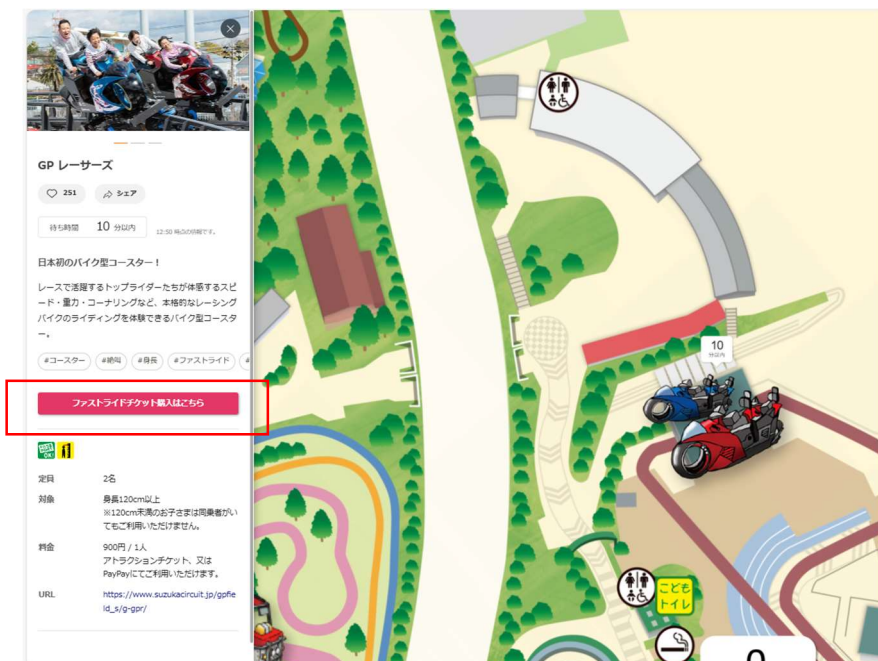 GP レーサーズ
251
シェア
待ち時間 10 分以内
12:50 時点の情報です。
日本初のバイク型コースター！
レースで活躍するトップライダーたちが体感するスピ
ード・重力・コーナリングなど、本格的なレーシング
バイクのライディングを体験できるバイク型コースタ
ー。
#コースター #絶叫 #身長 #ファストライド #
ファストライドチケット購入はこちら
定員 2名
対象 身長120cm以上
※120cm未満のお子さまは同乗者がい
てもご利用いただけません。
料金 900円 / 1人
アトラクションチケット、又は
PayPayにてご利用いただけます。
URL https://www.suzukacircuit.jp/gpfie
ld_s/g-gpr/
10
分以内
こども
トイレ